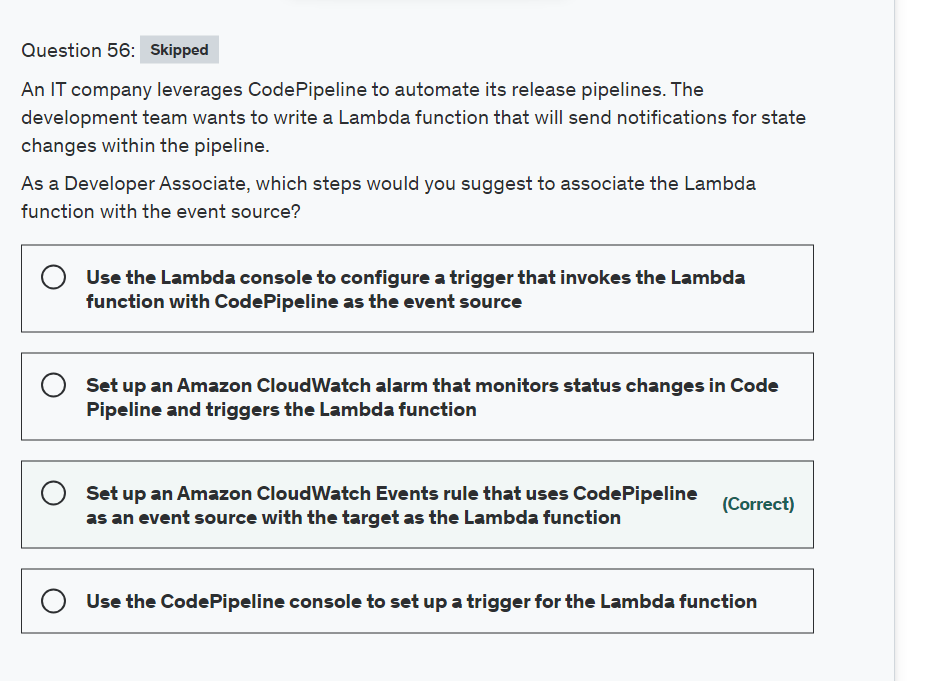 Question 56: Skipped
An IT company leverages CodePipeline to automate its release pipelines. The
development team wants to write a Lambda function that will send notifications for state
changes within the pipeline.
As a Developer Associate, which steps would you suggest to associate the Lambda
function with the event source?
Use the Lambda console to configure a trigger that invokes the Lambda
function with CodePipeline as the event source
Set up an Amazon CloudWatch alarm that monitors status changes in Code
Pipeline and triggers the Lambda function
Set up an Amazon CloudWatch Events rule that uses CodePipeline
as an event source with the target as the Lambda function
(Correct)
Use the CodePipeline console to set up a trigger for the Lambda function